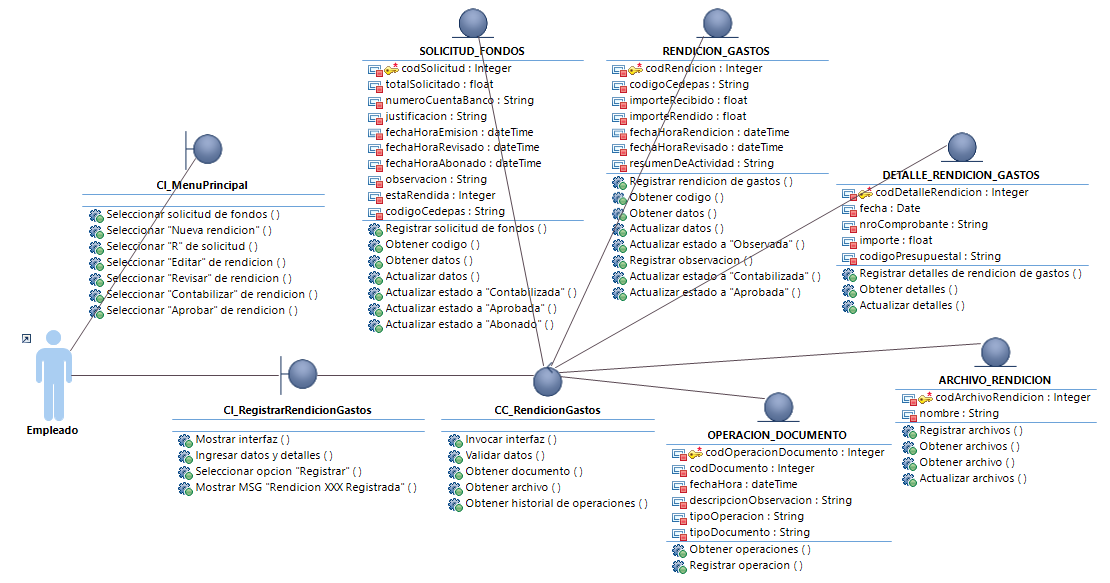 SOLICITUD_FONDOS
codSolicitud : Integer
totalSolicitado : float
numeroCuentaBanco : String
justificacion : String
fechaHoraEmision : dateTime
fechaHoraRevisado : dateTime
fechaHoraAbonado : dateTime
observacion : String
estaRendida : Integer
codigoCedepas : String
Registrar solicitud de fondos ( )
Obtener codigo ( )
Obtener datos ( )
Actualizar datos ( )
Actualizar estado a "Contabilizada" ( )
Actualizar estado a "Aprobada" ( )
Actualizar estado a "Abonado" ( )
RENDICION_GASTOS
codRendicion : Integer
codigoCedepas : String
importeRecibido : float
importeRendido : float
fechaHoraRendicion : dateTime
fechaHoraRevisado : dateTime
resumenDeActividad : String
Registrar rendicion de gastos ( )
Obtener codigo ( )
Obtener datos ( )
Actualizar datos ( )
Actualizar estado a "Observada" ( )
Registrar observacion ( )
Actualizar estado a "Contabilizada" ( )
Actualizar estado a "Aprobada" ( )
CI_MenuPrincipal
Seleccionar solicitud de fondos ( )
Seleccionar "Nueva rendicion" ( )
Seleccionar "R" de solicitud ( )
Seleccionar "Editar" de rendicion ( )
Seleccionar "Revisar" de rendicion ( )
Seleccionar "Contabilizar" de rendicion ( )
Seleccionar "Aprobar" de rendicion ( )
DETALLE_RENDICION_GASTOS
codDetalleRendicion : Integer
fecha : Date
nroComprobante : String
importe : float
codigoPresupuestal : String
Registrar detalles de rendicion de gastos ( )
Obtener detalles ( )
Actualizar detalles ( )
Empleado
CI_RegistrarRendicionGastos
Mostrar interfaz ( )
Ingresar datos y detalles ( )
Seleccionar opcion "Registrar" ( )
Mostrar MSG "Rendicion XXX Registrada" ( )
CC_RendicionGastos
Invocar interfaz ( )
Validar datos ( )
Obtener documento ( )
Obtener archivo ( )
Obtener historial de operaciones ( )
OPERACION_DOCUMENTO
codOperacionDocumento : Integer
codDocumento : Integer
fechaHora : dateTime
descripcionObservacion : String
tipoOperacion : String
tipoDocumento : String
Obtener operaciones ( )
Registrar operacion ( )
ARCHIVO_RENDICION
codArchivoRendicion : Integer
nombre : String
Registrar archivos ( )
Obtener archivos ( )
Obtener archivo ( )
Actualizar archivos ( )